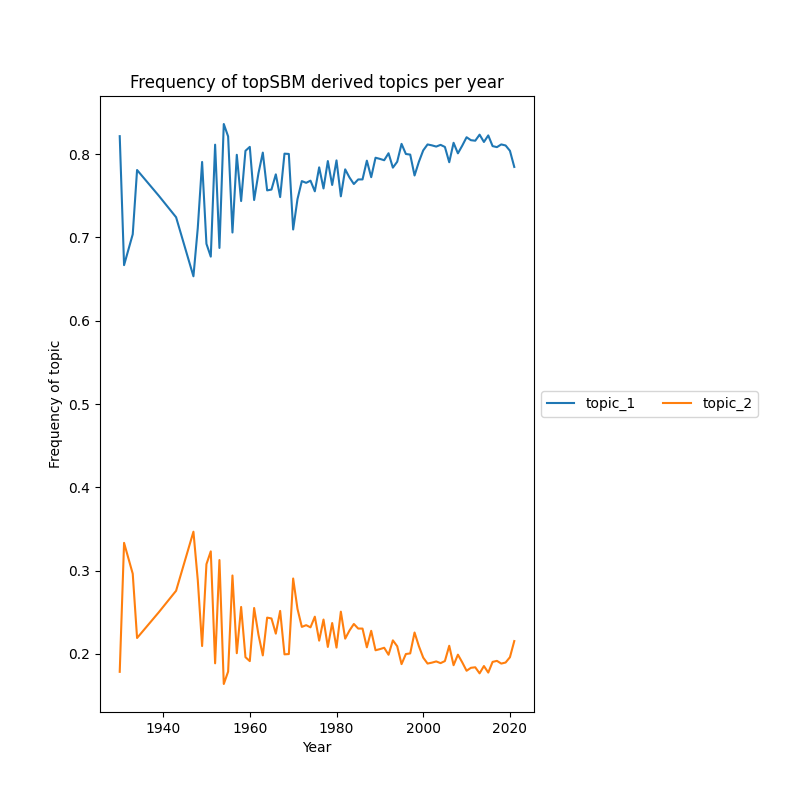 Frequency of topSBM derived topics per year
Frequency of topic
0.8
0.7
0.6
0.5
0.4
0.3
0.2
1940 1960 1980 2000 2020
Year
topic_1 topic_2